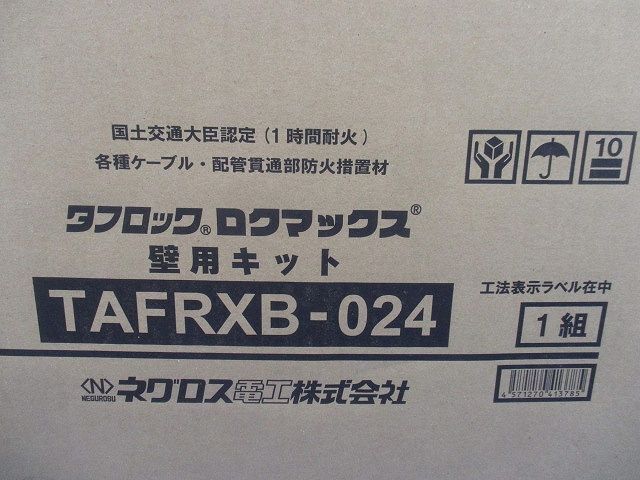 国土交通大臣認定(1時間耐火)
各種ケーブル・配管貫通部防火措置材
10
タフロック® ロクマックス®
壁用キット
TAFRXB-024
工法表示ラベル在中
1組
<N>
NEGUROSU
ネグロス電工株式会社
4 571270 413785